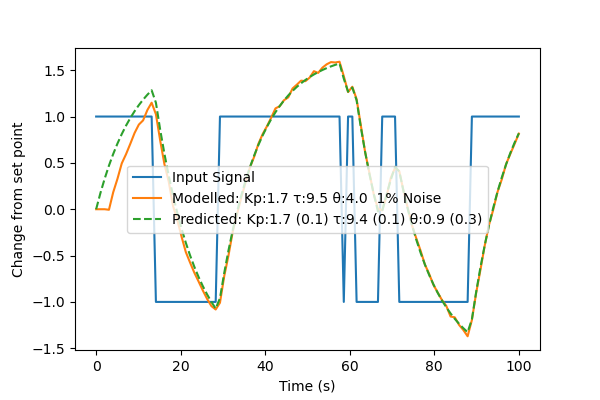 Change from set point
1.5
1.0
0.5
0.0
−0.5
−1.0
−1.5
Input Signal
Modelled: Kp:1.7 τ:9.5 θ:4.0  1% Noise
Predicted: Kp:1.7 (0.1) τ:9.4 (0.1) θ:0.9 (0.3)
0 20 40 60 80 100
Time (s)